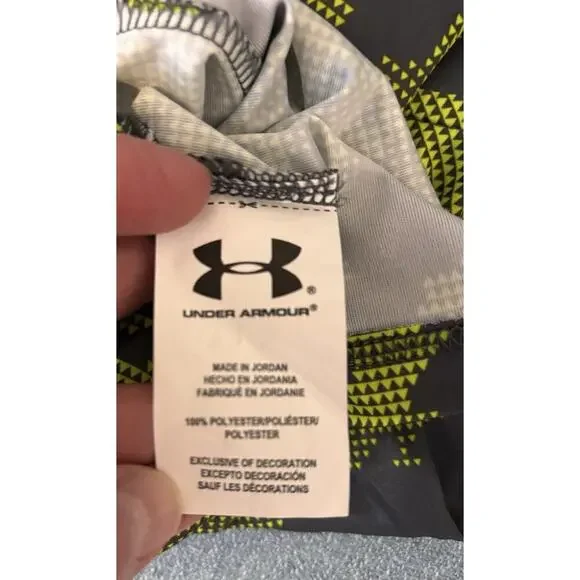 UNDER ARMOUR®
MADE IN JORDAN
HECHO EN JORDANIA
FABRIQUÉ EN JORDANIE
100% POLYESTER/POLIÉSTER/
POLYESTER
EXCLUSIVE OF DECORATION
EXCEPTO DECORACIÓN
SAUF LES DÉCORATIONS